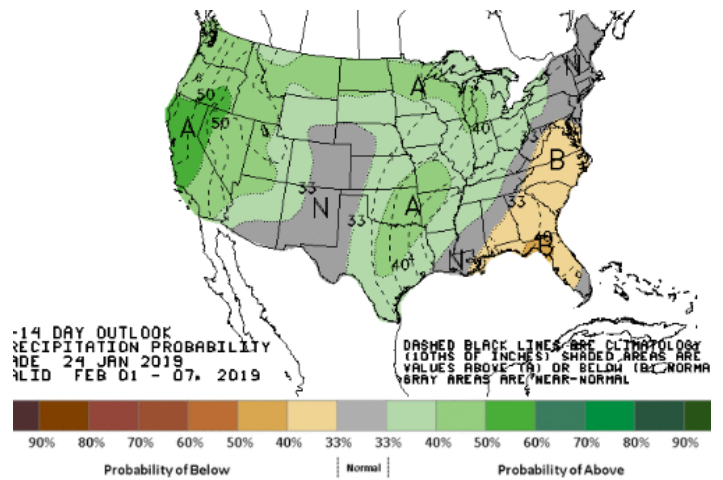 50
50
A
A
N
40
33
B
33
N
33
A
33
40
40
B
N
-14 DAY OUTLOOK
RECIPITATION PROBABILITY
ADE 24 JAN 2019
ALID FEB 01 - 07, 2019
DASHED BLACK LINES ARE CLIMATOLOGY
(10THS OF INCHES) SHADED AREAS ARE
VALUES ABOVE (A) OR BELOW (B) NORMA
GRAY AREAS ARE NEAR-NORMAL
90% 80% 70% 60% 50% 40% 33% 33% 40% 50% 60% 70% 80% 90%
Probability of Below Normal Probability of Above